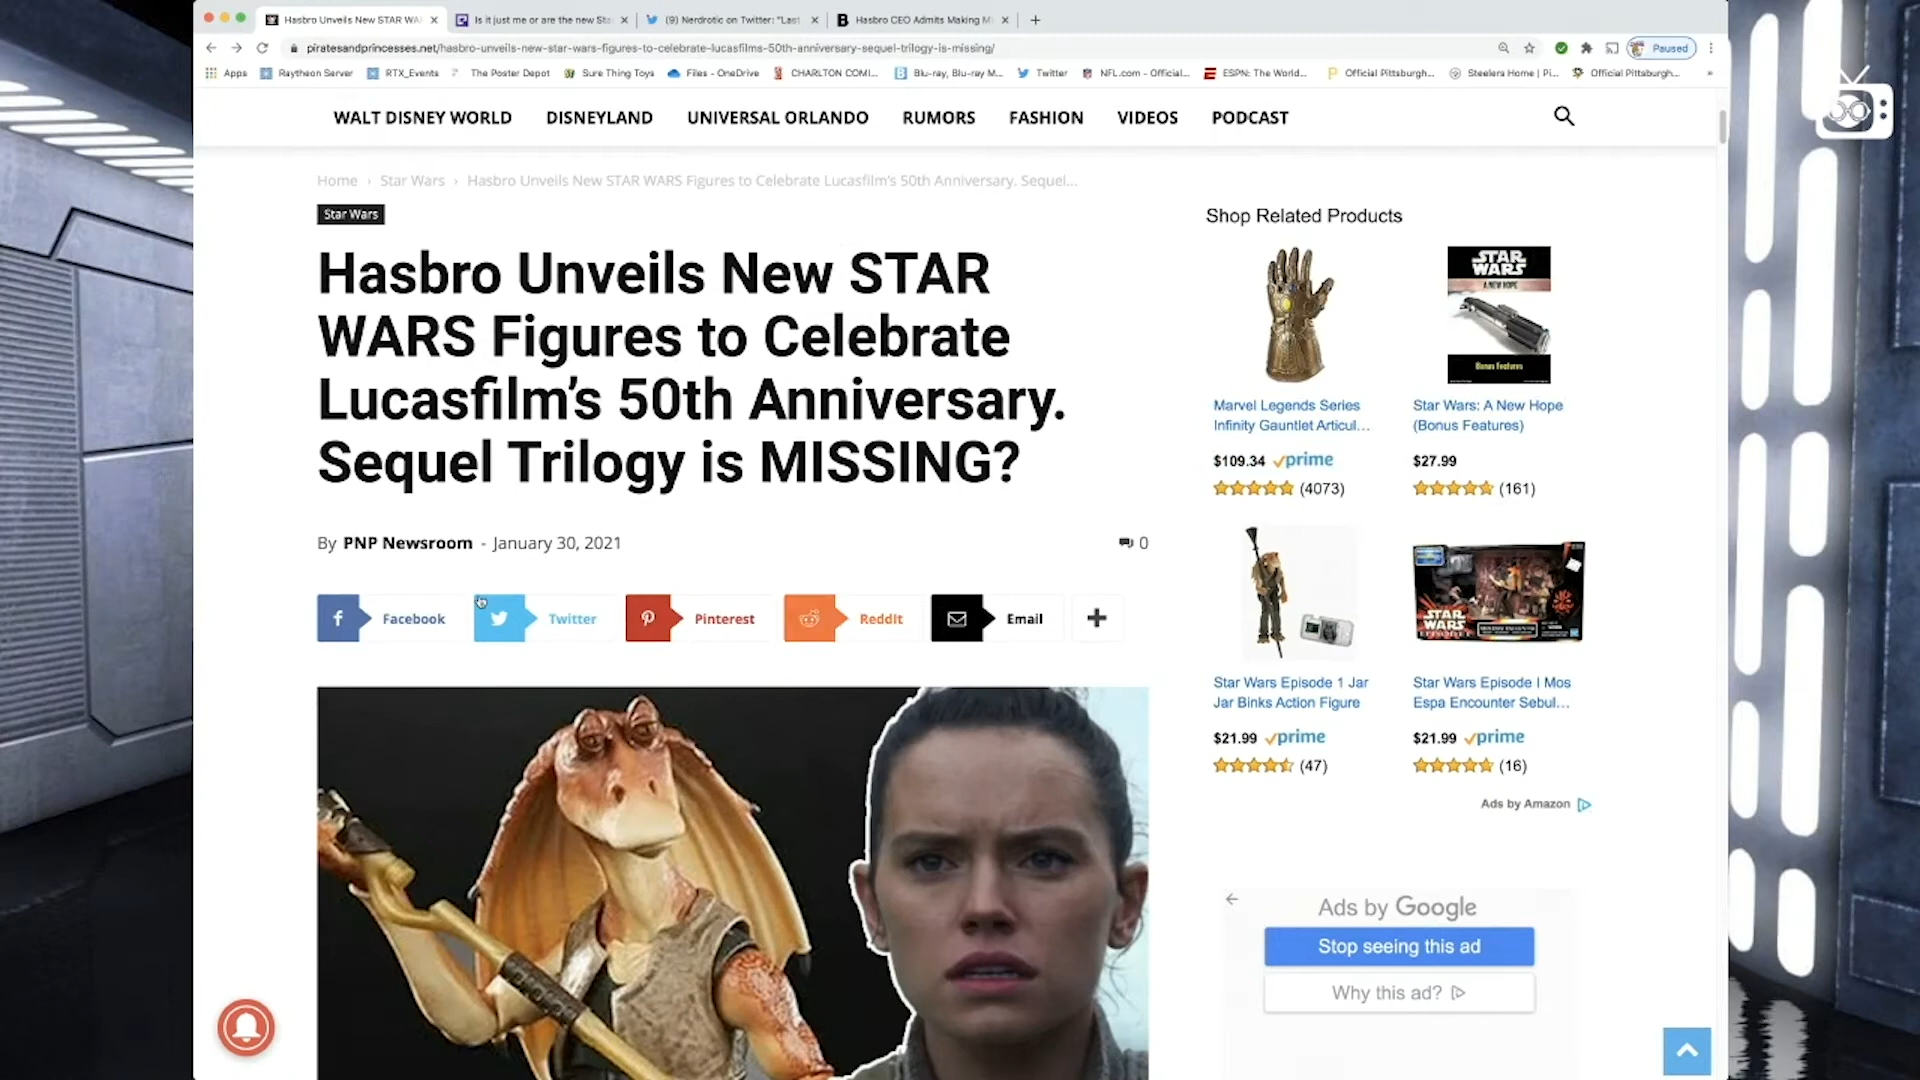 Hasbro Unveils New STAR WA
Is it just me or are the new Sta
(9) Nerdrotic on Twitter: "Last
Hasbro CEO Admits Making M
piratesandprincesses.net/hasbro-unveils-new-star-wars-figures-to-celebrate-lucasfilms-50th-anniversary-sequel-trilogy-is-missing/
Paused
Apps
Raytheon Server
RTX_Events
The Poster Depot
Sure Thing Toys
Files - OneDrive
CHARLTON COMI...
Blu-ray, Blu-ray M...
Twitter
NFL.com - Official...
ESPN: The World...
Official Pittsburgh...
Steelers Home | Pi...
Official Pittsburgh...
»
WALT DISNEY WORLD
DISNEYLAND
UNIVERSAL ORLANDO
RUMORS
FASHION
VIDEOS
PODCAST
Home › Star Wars › Hasbro Unveils New STAR WARS Figures to Celebrate Lucasfilm's 50th Anniversary. Sequel...
Star Wars
Hasbro Unveils New STAR
WARS Figures to Celebrate
Lucasfilm's 50th Anniversary.
Sequel Trilogy is MISSING?
By PNP Newsroom - January 30, 2021
0
Facebook
Twitter
Pinterest
ReddIt
Email
Shop Related Products
STAR
WARS
A NEW HOPE
Bonus Features
Marvel Legends Series
Infinity Gauntlet Articul...
$109.34 prime
(4073)
Star Wars: A New Hope
(Bonus Features)
$27.99
(161)
STAR
WARS
Star Wars Episode 1 Jar
Jar Binks Action Figure
$21.99 prime
(47)
Star Wars Episode I Mos
Espa Encounter Sebul...
$21.99 prime
(16)
Ads by Amazon
Ads by Google
Stop seeing this ad
Why this ad?